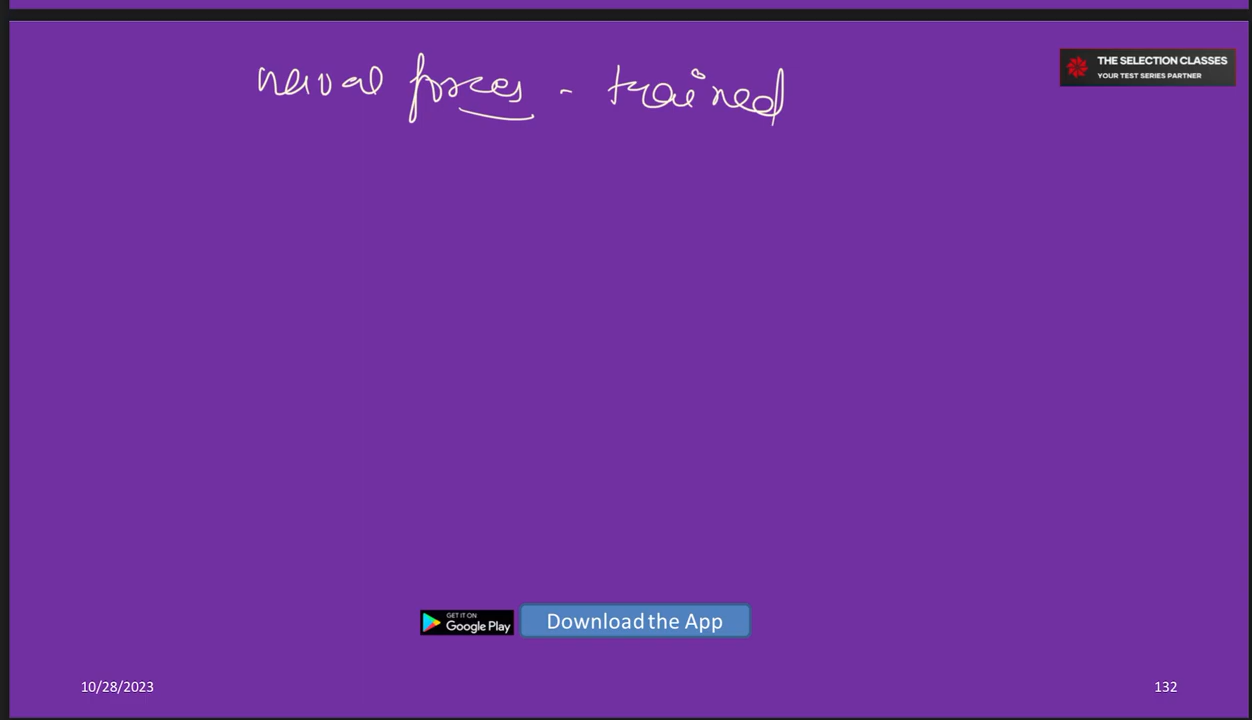 naval forces - trained
THE SELECTION CLASSES
YOUR TEST SERIES PARTNER
GET IT ON
Google Play
Download the App
10/28/2023
132